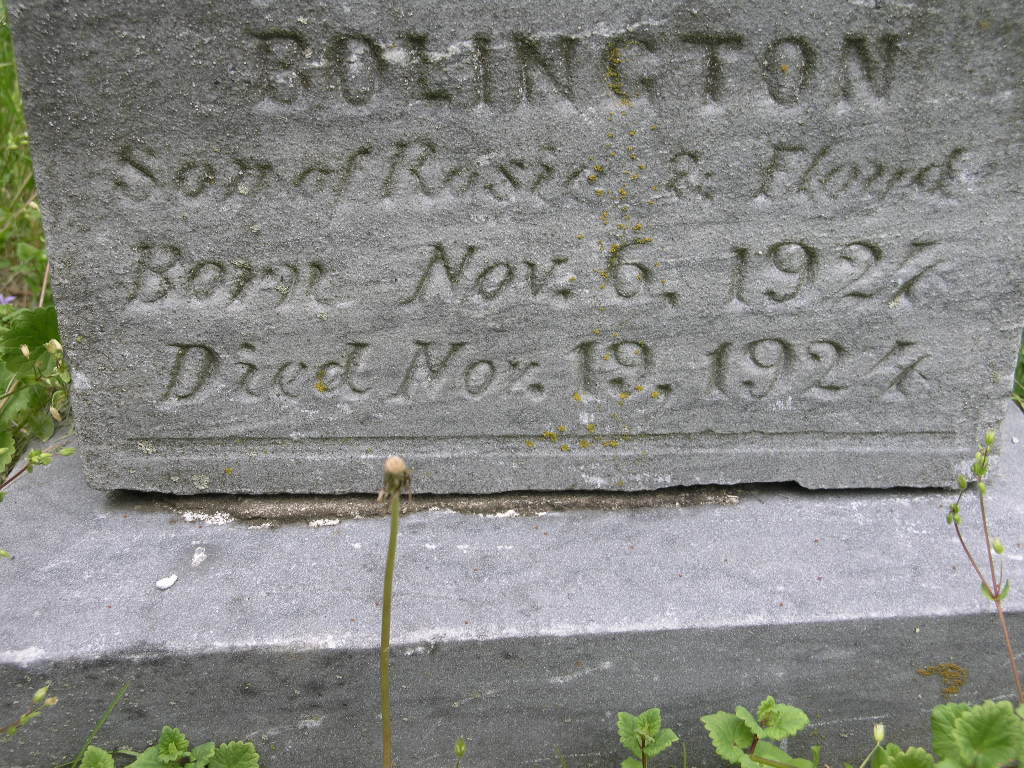 BOLINGTON
Son of Rosie & Floyd
Born Nov. 6, 1924
Died Nov. 19, 1924